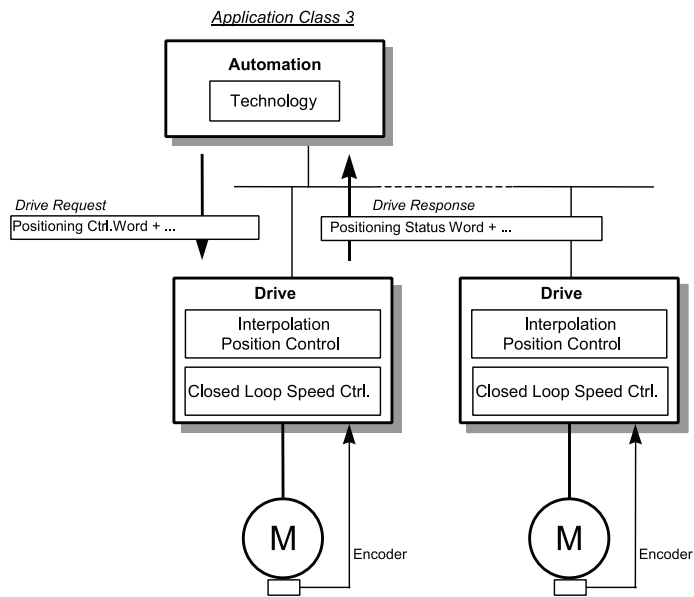 Application Class 3
Automation
Technology
Drive Request
Positioning Ctrl.Word + ...
Drive Response
Positioning Status Word + ...
Drive
Interpolation
Position Control
Closed Loop Speed Ctrl.
M
Encoder
Drive
Interpolation
Position Control
Closed Loop Speed Ctrl.
M
Encoder